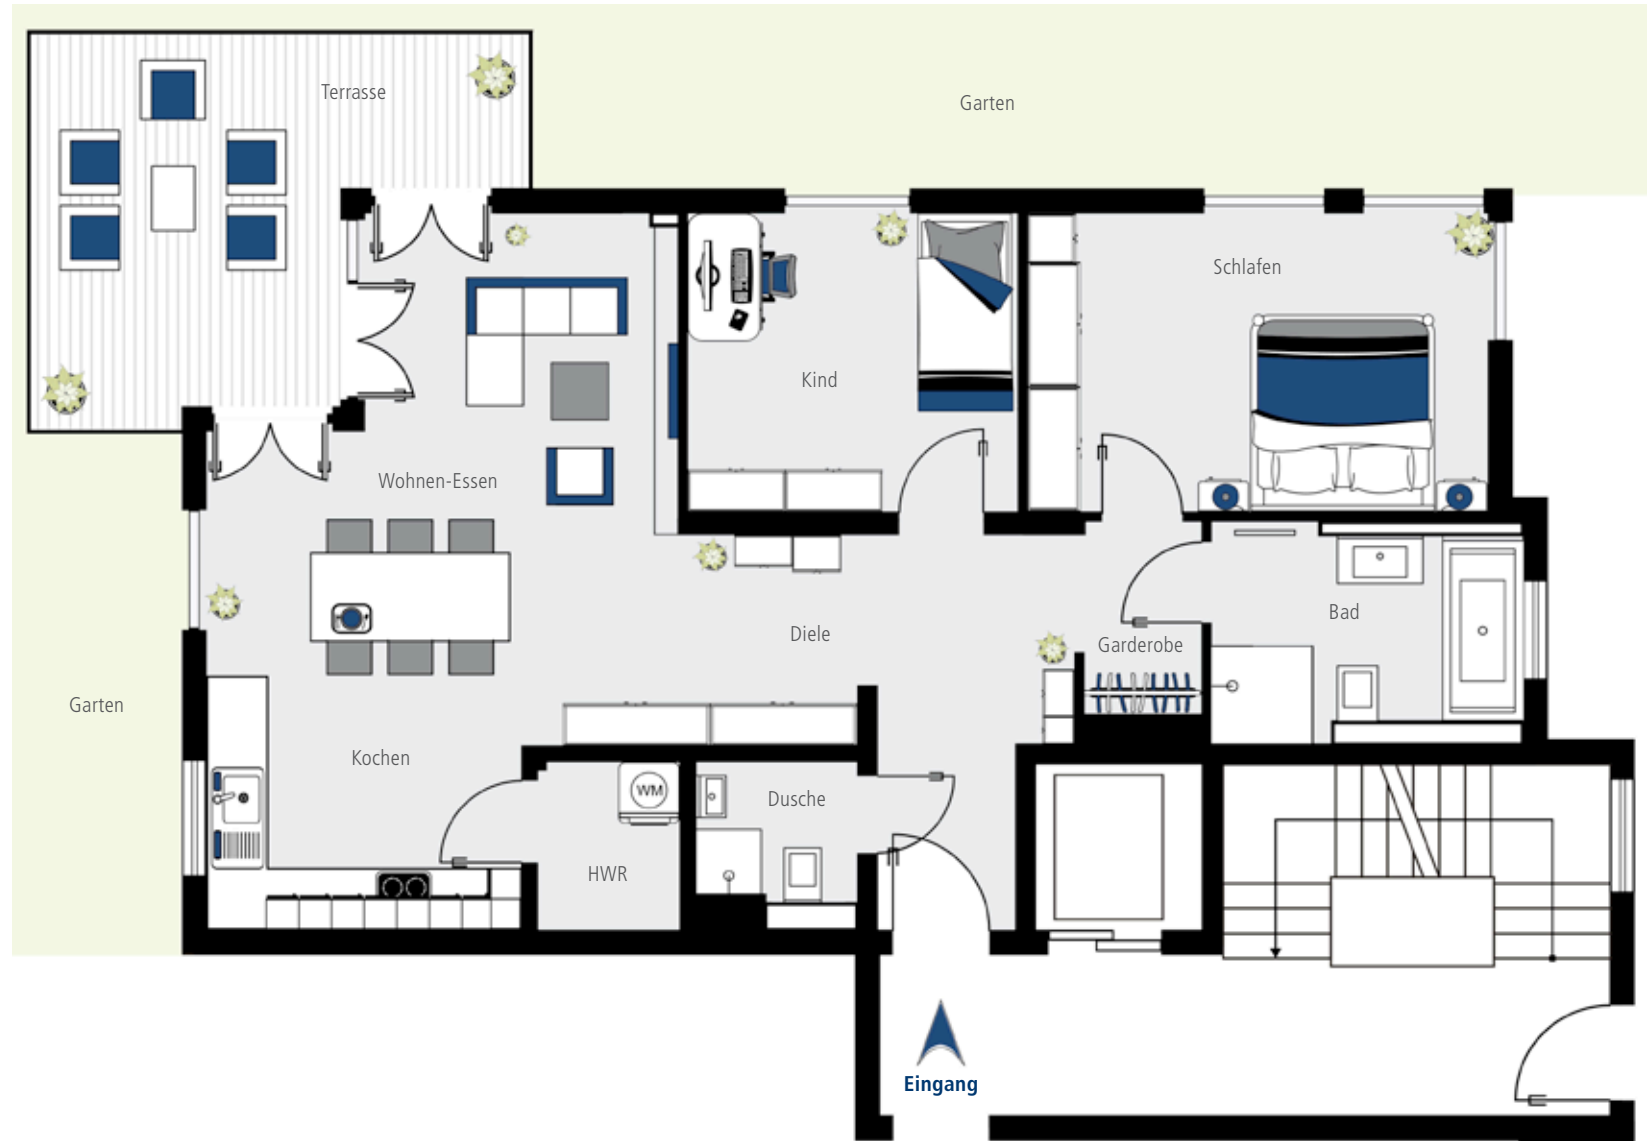 Terrasse
Garten
Schlafen
Kind
Wohnen-Essen
Bad
Diele
Garderobe
Garten
Kochen
WM
Dusche
HWR
Eingang